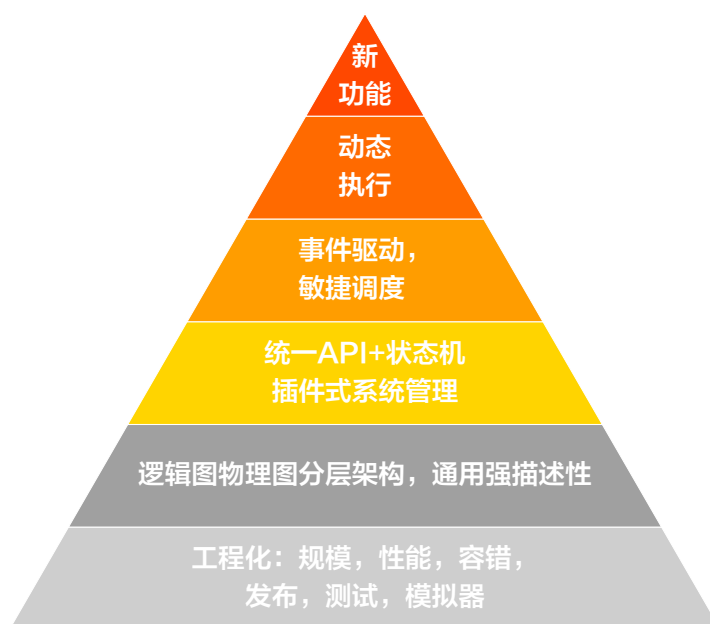 新
功能
动态
执行
事件驱动，
敏捷调度
统一API+状态机
插件式系统管理
逻辑图物理图分层架构，通用强描述性
工程化：规模，性能，容错，
发布，测试，模拟器